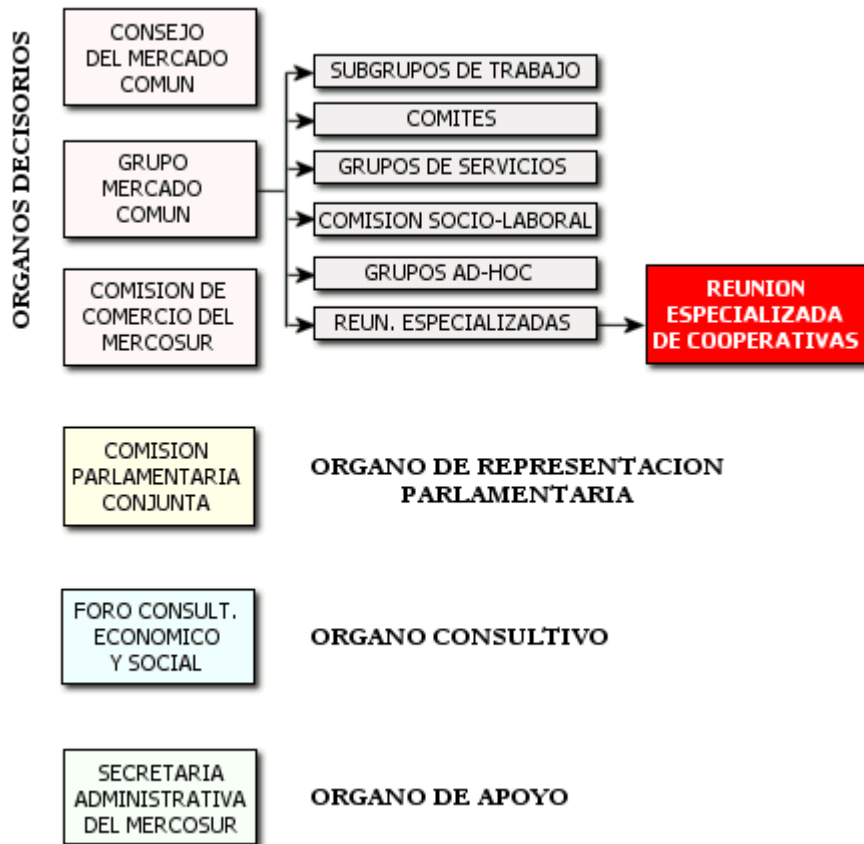 ORGANOS DECISORIOS
CONSEJO
DEL MERCADO
COMUN
GRUPO
MERCADO
COMUN
COMISION DE
COMERCIO DEL
MERCOSUR
SUBGRUPOS DE TRABAJO
COMITES
GRUPOS DE SERVICIOS
COMISION SOCIO-LABORAL
GRUPOS AD-HOC
REUN. ESPECIALIZADAS
REUNION
ESPECIALIZADA
DE COOPERATIVAS
COMISION
PARLAMENTARIA
CONJUNTA
ORGANO DE REPRESENTACION
PARLAMENTARIA
FORO CONSULT.
ECONOMICO
Y SOCIAL
ORGANO CONSULTIVO
SECRETARIA
ADMINISTRATIVA
DEL MERCOSUR
ORGANO DE APOYO